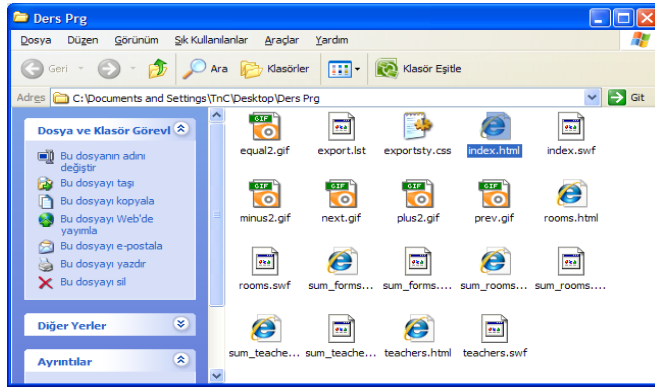 Ders Prg
Dosya Düzen Görünüm Sık Kullanılanlar Araçlar Yardım
Geri Ara Klasörler Klasör Eşitle
Adres C:\Documents and Settings\TnC\Desktop\Ders Prg Git
Dosya ve Klasör Görevl
Bu dosyanın adını
değiştir
Bu dosyayı taşı
Bu dosyayı kopyala
Bu dosyayı Web'de
yayımla
Bu dosyayı e-postala
Bu dosyayı yazdır
Bu dosyayı sil
Diğer Yerler
Ayrıntılar
GIF
equal2.gif export.lst exportsty.css index.html index.swf
GIF GIF GIF GIF
minus2.gif next.gif plus2.gif prev.gif rooms.html
rooms.swf sum_forms... sum_forms.... sum_rooms... sum_rooms....
sum_teache... sum_teache... teachers.html teachers.swf